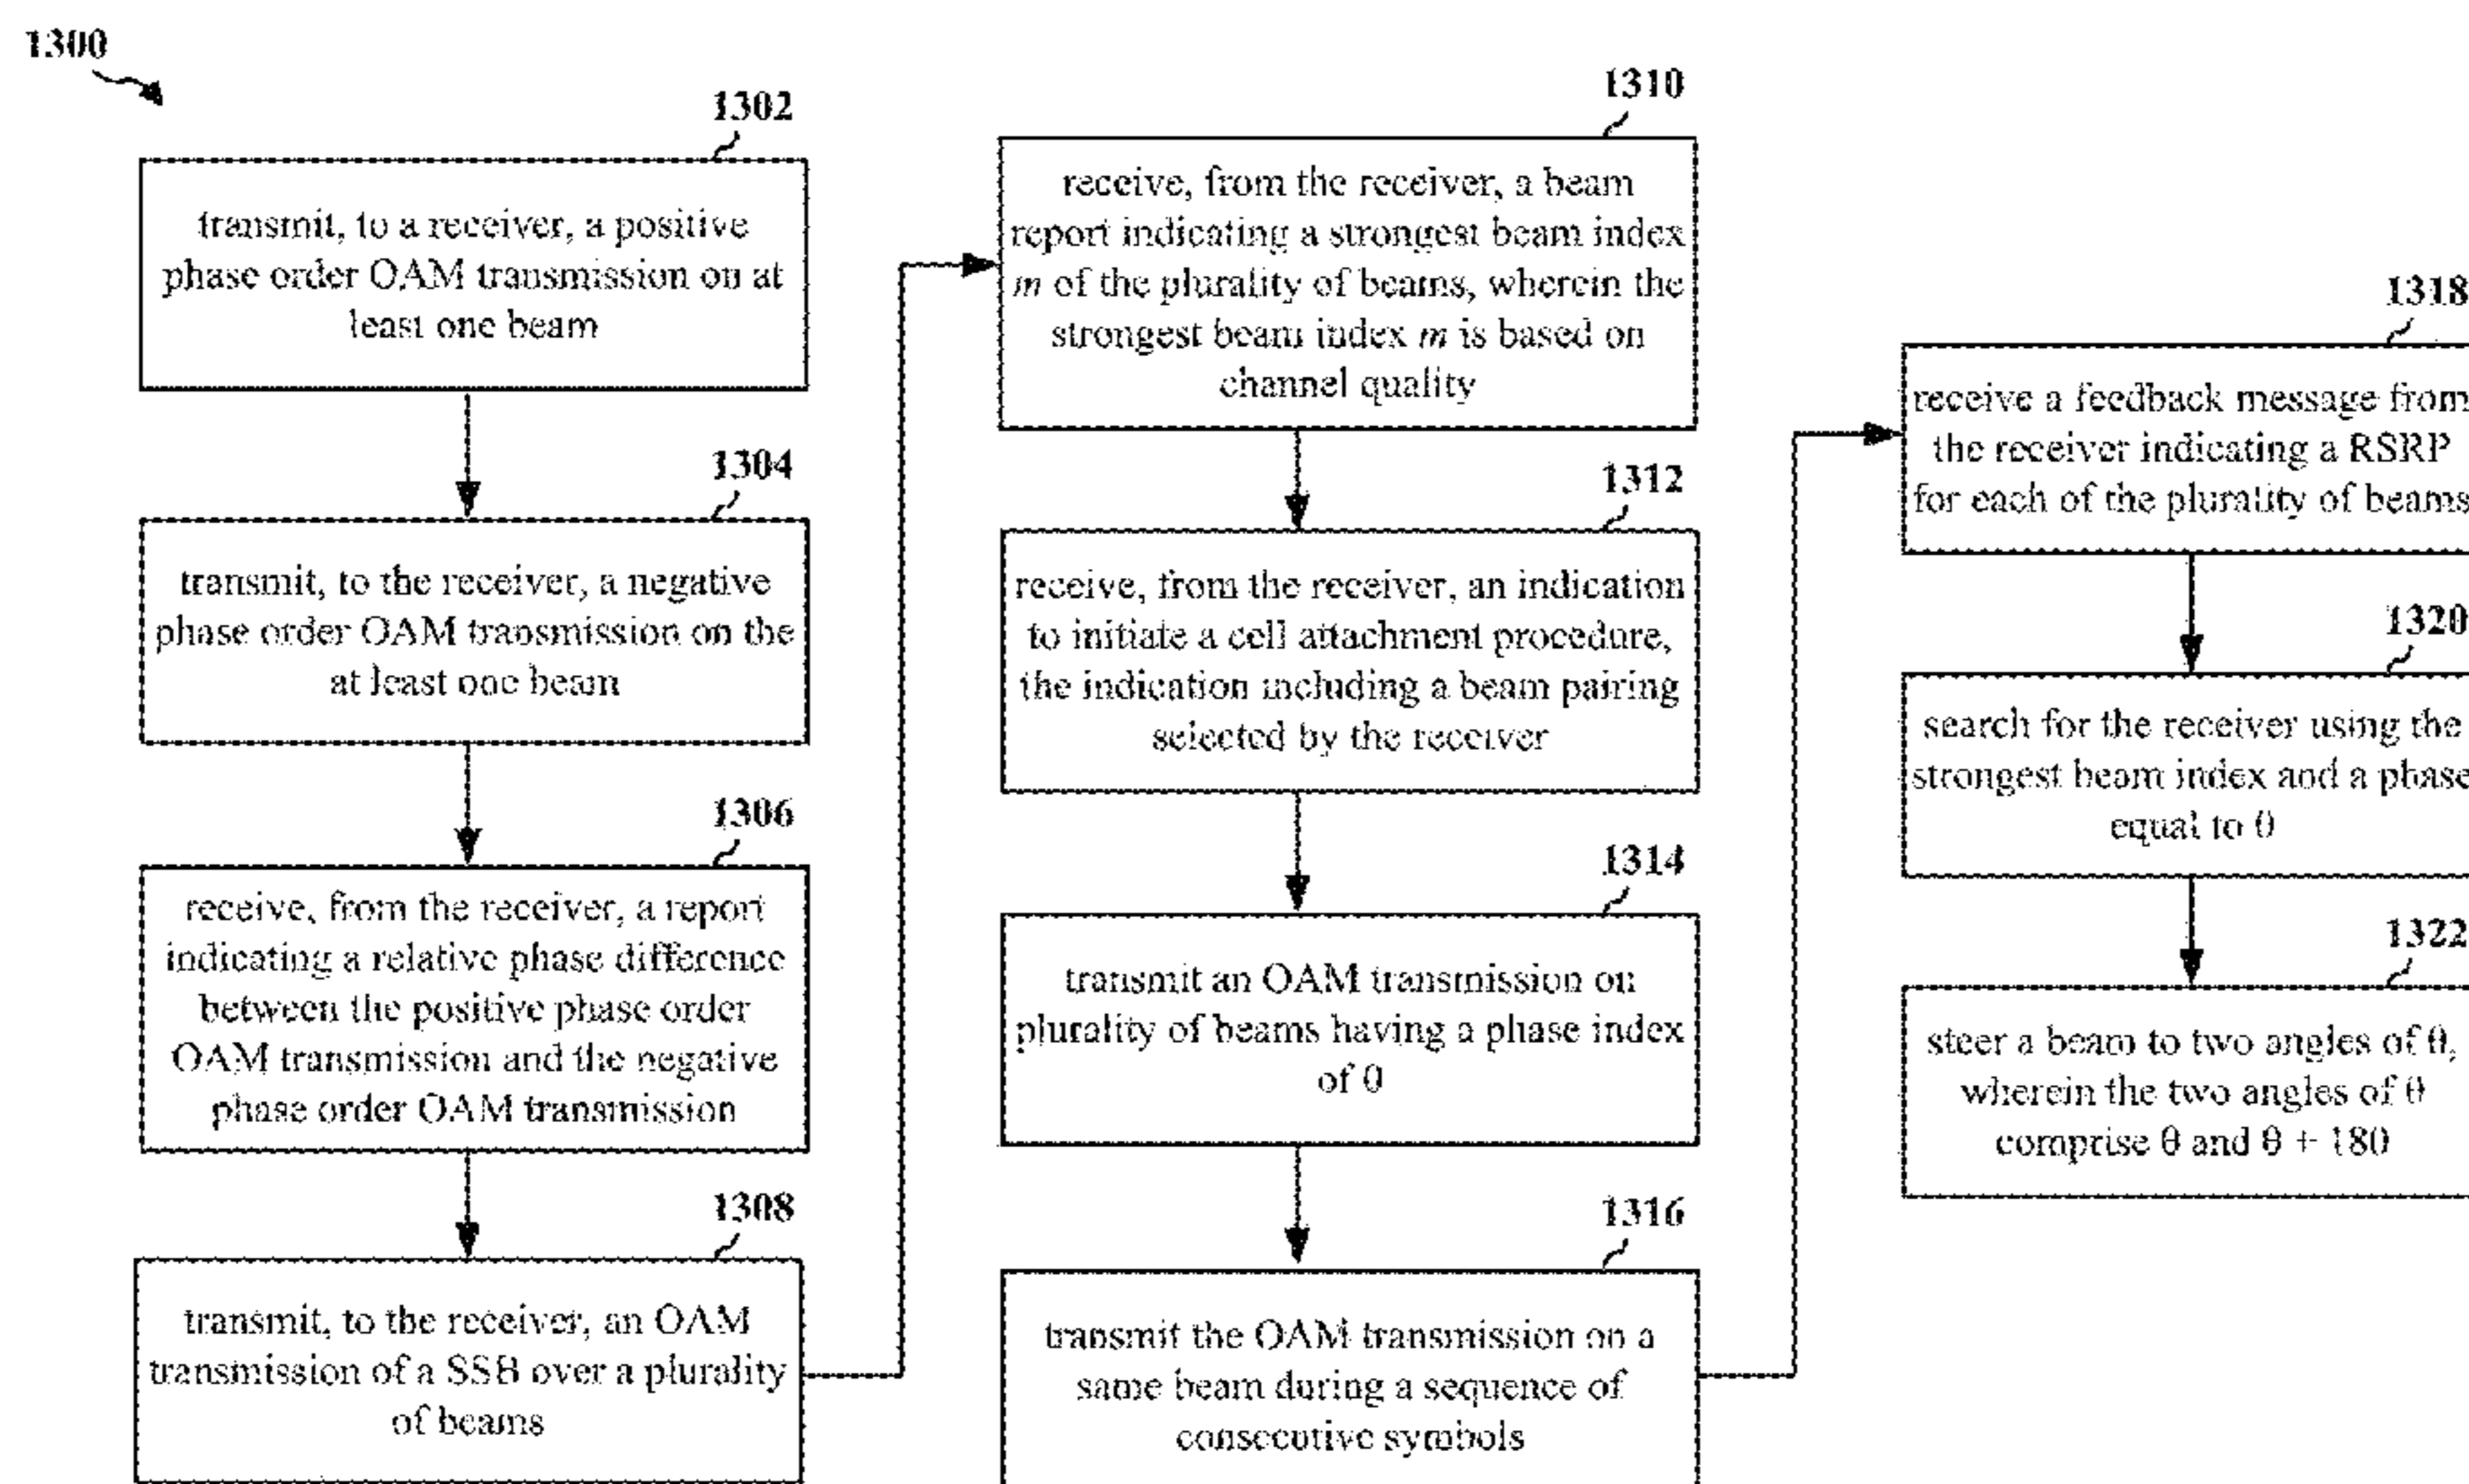 1300
1302
transmit, to a receiver, a positive
phase order OAM transmission on at
least one beam
1304
transmit, to the receiver, a negative
phase order OAM transmission on the
at least one beam
1306
receive, from the receiver, a report
indicating a relative phase difference
between the positive phase order
OAM transmission and the negative
phase order OAM transmission
1308
transmit, to the receiver, an OAM
transmission of a SSB over a plurality
of beams
1310
receive, from the receiver, a beam
report indicating a strongest beam index
m of the plurality of beams, wherein the
strongest beam index m is based on
channel quality
1312
receive, from the receiver, an indication
to initiate a cell attachment procedure,
the indication including a beam pairing
selected by the receiver
1314
transmit an OAM transmission on
plurality of beams having a phase index
of 0
1316
transmit the OAM transmission on a
same beam during a sequence of
consecutive symbols
1318
receive a feedback message from
the receiver indicating a RSRP
for each of the plurality of beams
1320
search for the receiver using the
strongest beam index and a phase
equal to θ
1322
steer a beam to two angles of θ,
wherein the two angles of θ
comprise θ and θ + 180